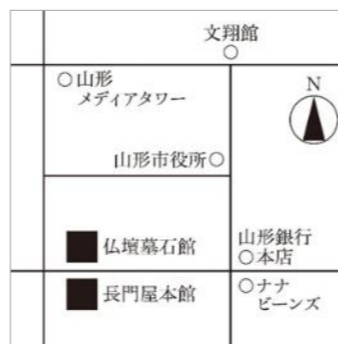 文翔館
山形
メディアタワー
N
山形市役所
仏壇墓石館
山形銀行
本店
長門屋本館
ナナ
ビーンズ